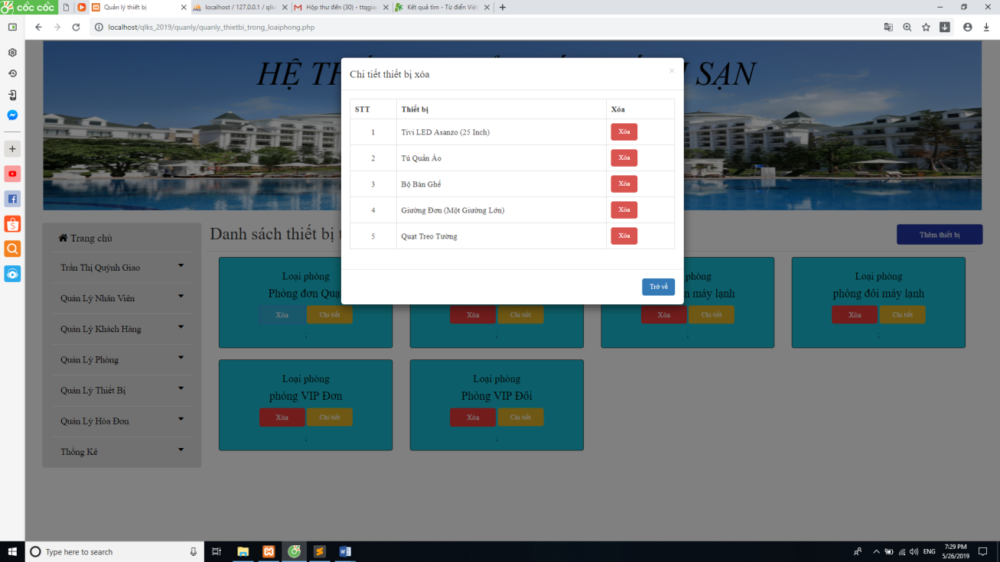 cốc cốc
Quản lý thiết bị
localhost / 127.0.0.1 / qlks
Hộp thư đến (30) - ttqgiao
Kết quả tìm - Từ điển Việt
localhost/qlks_2019/quanly/quanly_thietbi_trong_loaiphong.php
HỆ TH
SẠN
Chi tiết thiết bị xóa
×
STT Thiết bị Xóa
1 Tivi LED Asanzo (25 Inch) Xóa
2 Tủ Quần Áo Xóa
3 Bộ Bàn Ghế Xóa
4 Giường Đơn (Một Giường Lớn) Xóa
5 Quạt Treo Tường Xóa
Trở về
Trang chủ
Trần Thị Quỳnh Giao
Quản Lý Nhân Viên
Quản Lý Khách Hàng
Quản Lý Phòng
Quản Lý Thiết Bị
Quản Lý Hóa Đơn
Thống Kê
Danh sách thiết bị t
Thêm thiết bị
Loại phòng
Phòng đơn Quạ
Xóa Chi tiết
;
Xóa Chi tiết
;
phòng
n máy lạnh
Xóa Chi tiết
;
Loại phòng
phòng đôi máy lạnh
Xóa Chi tiết
;
Loại phòng
phòng VIP Đơn
Xóa Chi tiết
;
Loại phòng
Phòng VIP Đôi
Xóa Chi tiết
;
Type here to search
ENG
7:29 PM
5/26/2019